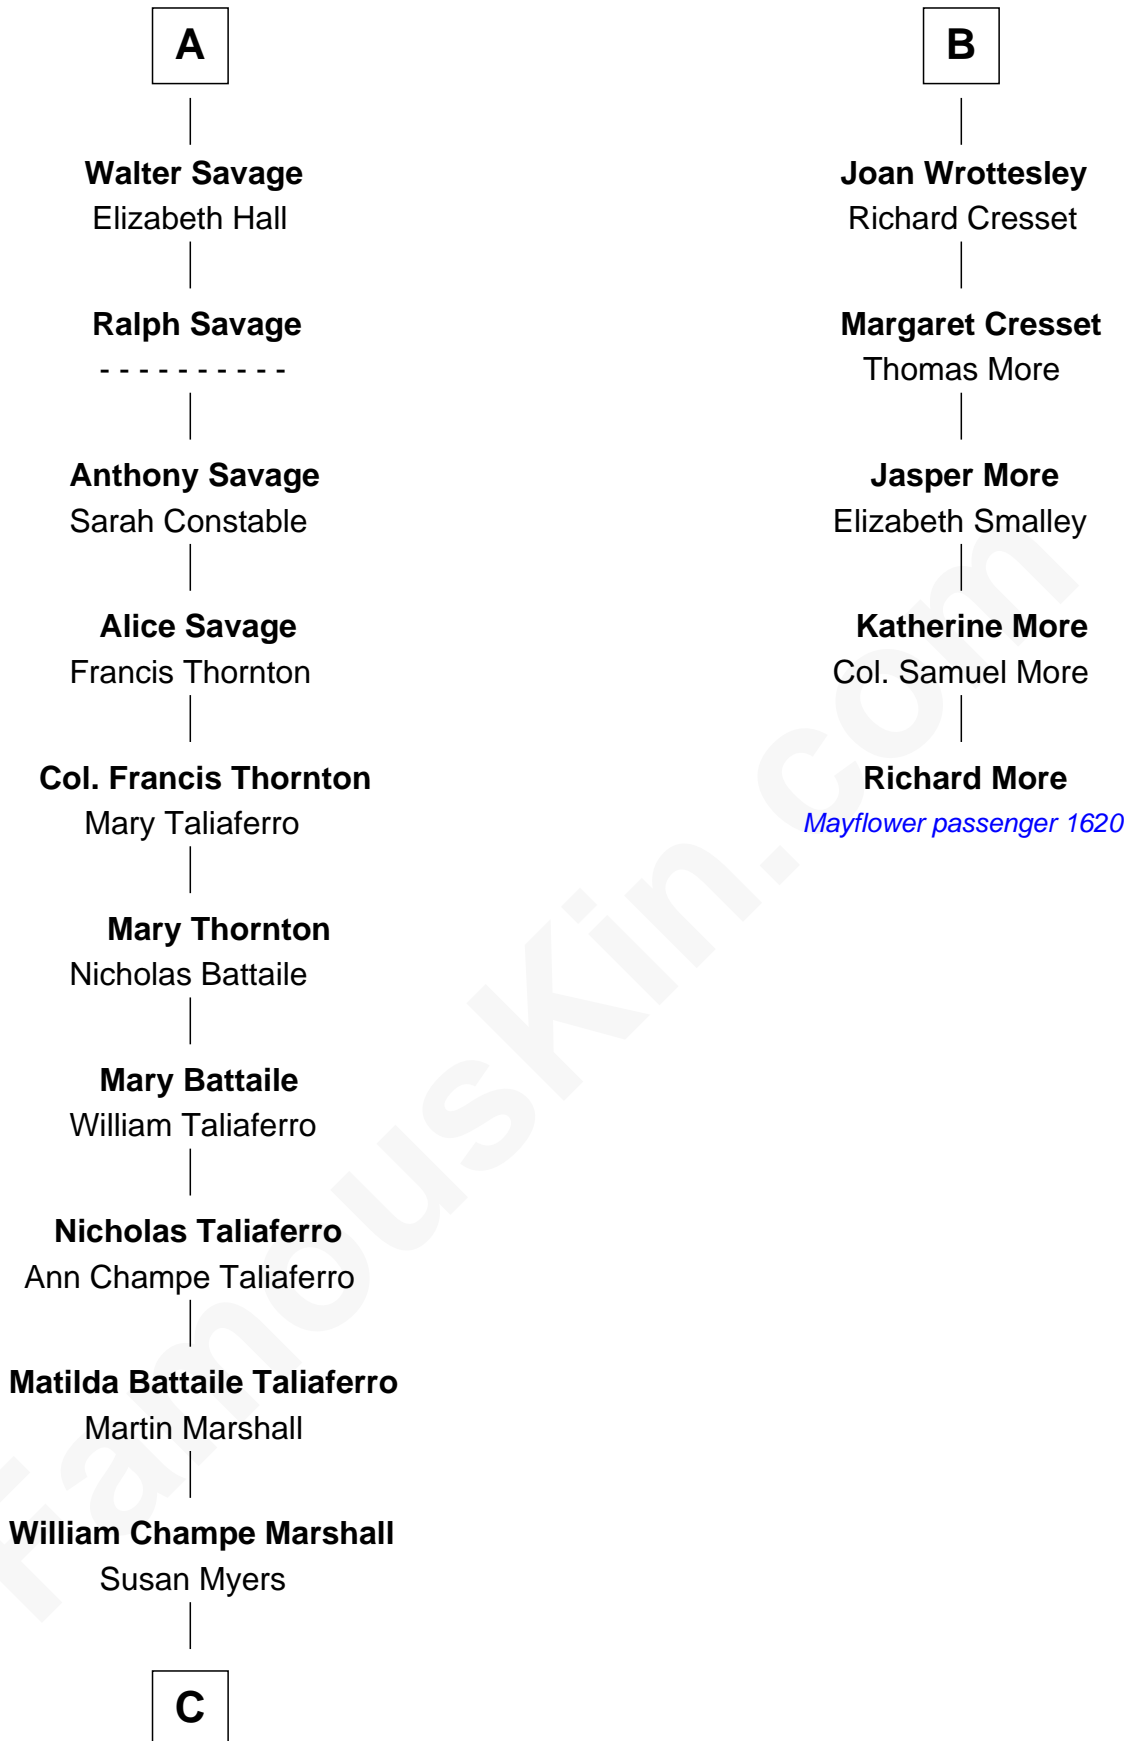 A
Walter Savage
Elizabeth Hall
Ralph Savage
- - - - - - - - - -
Anthony Savage
Sarah Constable
Alice Savage
Francis Thornton
Col. Francis Thornton
Mary Taliaferro
Mary Thornton
Nicholas Battaile
Mary Battaile
William Taliaferro
Nicholas Taliaferro
Ann Champe Taliaferro
Matilda Battaile Taliaferro
Martin Marshall
William Champe Marshall
Susan Myers
C
B
Joan Wrottesley
Richard Cresset
Margaret Cresset
Thomas More
Jasper More
Elizabeth Smalley
Katherine More
Col. Samuel More
Richard More
Mayflower passenger 1620
FamousKin.com